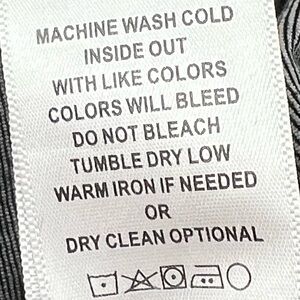 MACHINE WASH COLD
INSIDE OUT
WITH LIKE COLORS
COLORS WILL BLEED
DO NOT BLEACH
TUMBLE DRY LOW
WARM IRON IF NEEDED
OR
DRY CLEAN OPTIONAL